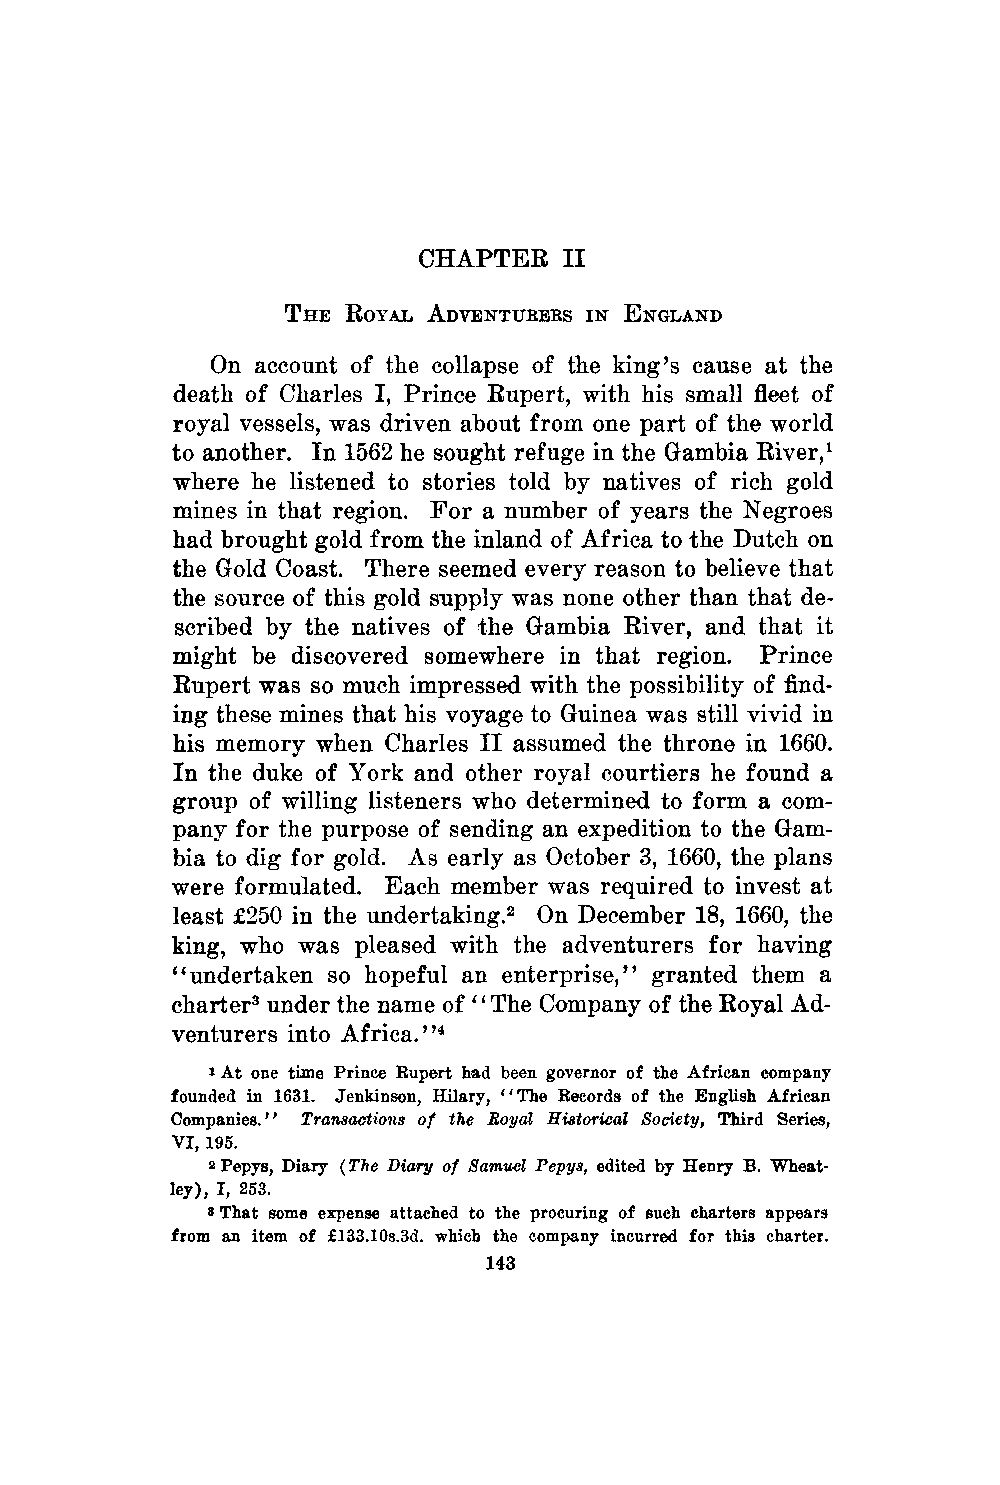 CHAPTER II
THE ROYAL ADVENTURERS IN ENGLAND
On account of the collapse of the king's cause at the
death of Charles I, Prince Rupert, with his small fleet of
royal vessels, was driven about from one part of the world
to another. In 1562 he sought refuge in the Gambia River,¹
where he listened to stories told by natives of rich gold
mines in that region. For a number of years the Negroes
had brought gold from the inland of Africa to the Dutch on
the Gold Coast. There seemed every reason to believe that
the source of this gold supply was none other than that de-
scribed by the natives of the Gambia River, and that it
might be discovered somewhere in that region. Prince
Rupert was so much impressed with the possibility of find-
ing these mines that his voyage to Guinea was still vivid in
his memory when Charles II assumed the throne in 1660.
In the duke of York and other royal courtiers he found a
group of willing listeners who determined to form a com-
pany for the purpose of sending an expedition to the Gam-
bia to dig for gold. As early as October 3, 1660, the plans
were formulated. Each member was required to invest at
least £250 in the undertaking.² On December 18, 1660, the
king, who was pleased with the adventurers for having
"undertaken so hopeful an enterprise," granted them a
charter³ under the name of "The Company of the Royal Ad-
venturers into Africa."⁴
¹ At one time Prince Rupert had been governor of the African company
founded in 1631. Jenkinson, Hilary, "The Records of the English African
Companies." Transactions of the Royal Historical Society, Third Series,
VI, 195.
² Pepys, Diary (The Diary of Samuel Pepys, edited by Henry B. Wheat-
ley), I, 253.
³ That some expense attached to the procuring of such charters appears
from an item of £133.10s.3d. which the company incurred for this charter.
143